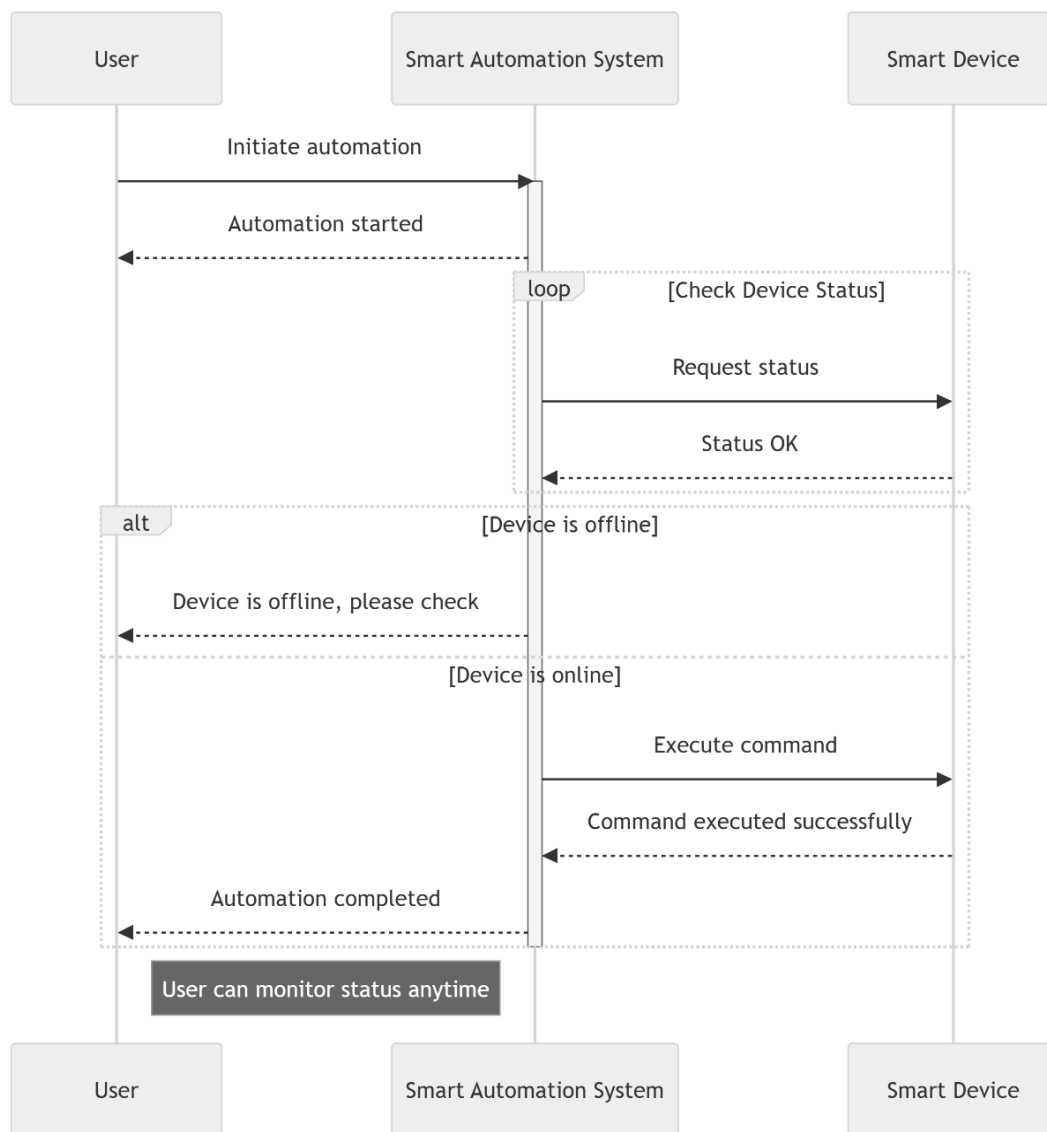 User
Smart Automation System
Smart Device
Initiate automation
Automation started
loop
[Check Device Status]
Request status
Status OK
alt
[Device is offline]
Device is offline, please check
[Device is online]
Execute command
Command executed successfully
Automation completed
User can monitor status anytime
User
Smart Automation System
Smart Device